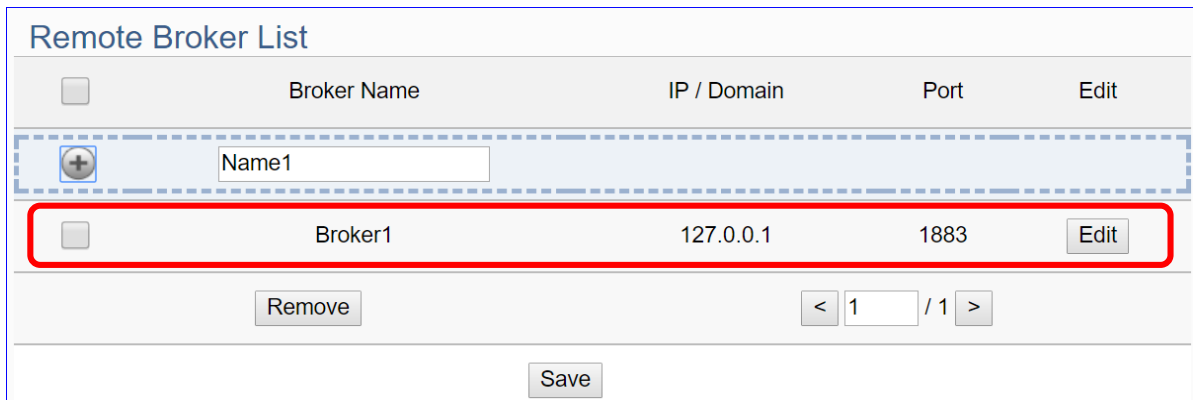 Remote Broker List
Broker Name IP / Domain Port Edit
Name1
Broker1 127.0.0.1 1883 Edit
Remove < 1 / 1 >
Save